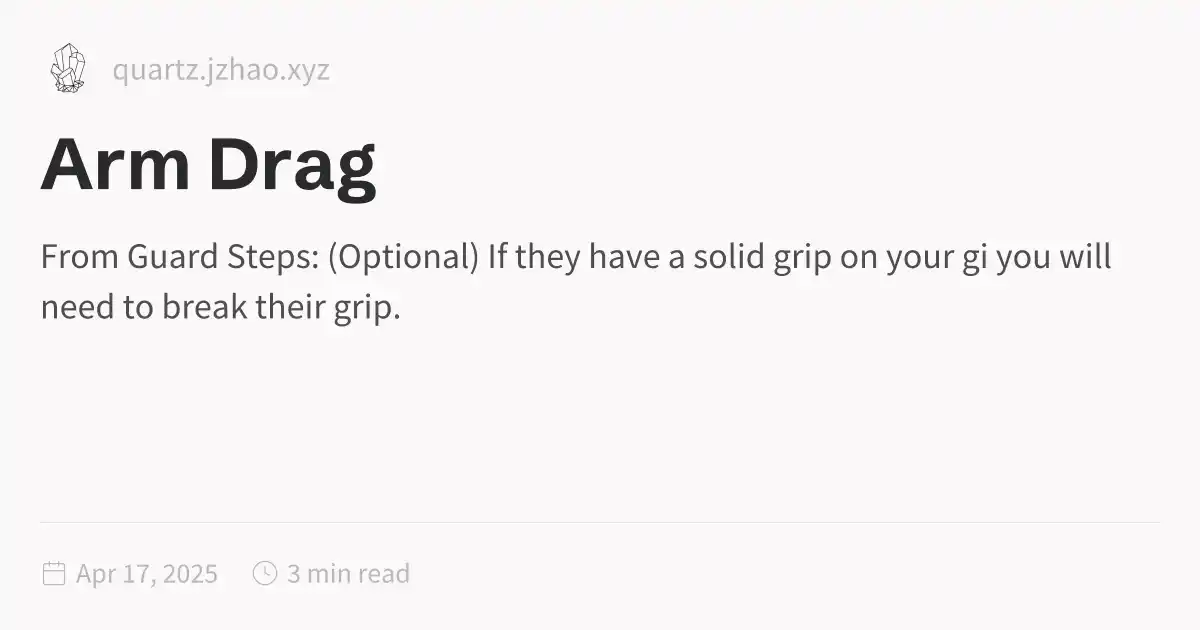 quartz.jzhao.xyz
Arm Drag
From Guard Steps: (Optional) If they have a solid grip on your gi you will
need to break their grip.
Apr 17, 2025 3 min read